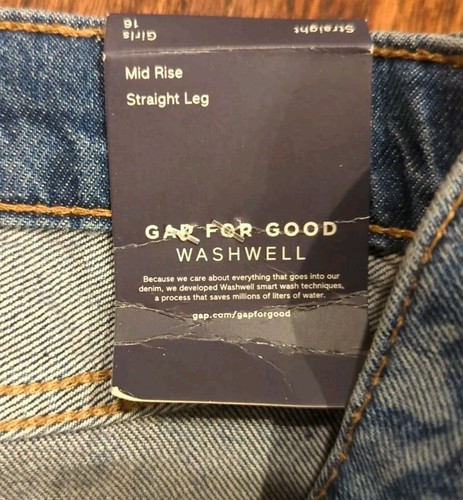 Girls Straight
16
Mid Rise
Straight Leg
GAP FOR GOOD
WASHWELL
Because we care about everything that goes into our
denim, we developed Washwell smart wash techniques,
a process that saves millions of liters of water.
gap.com/gapforgood